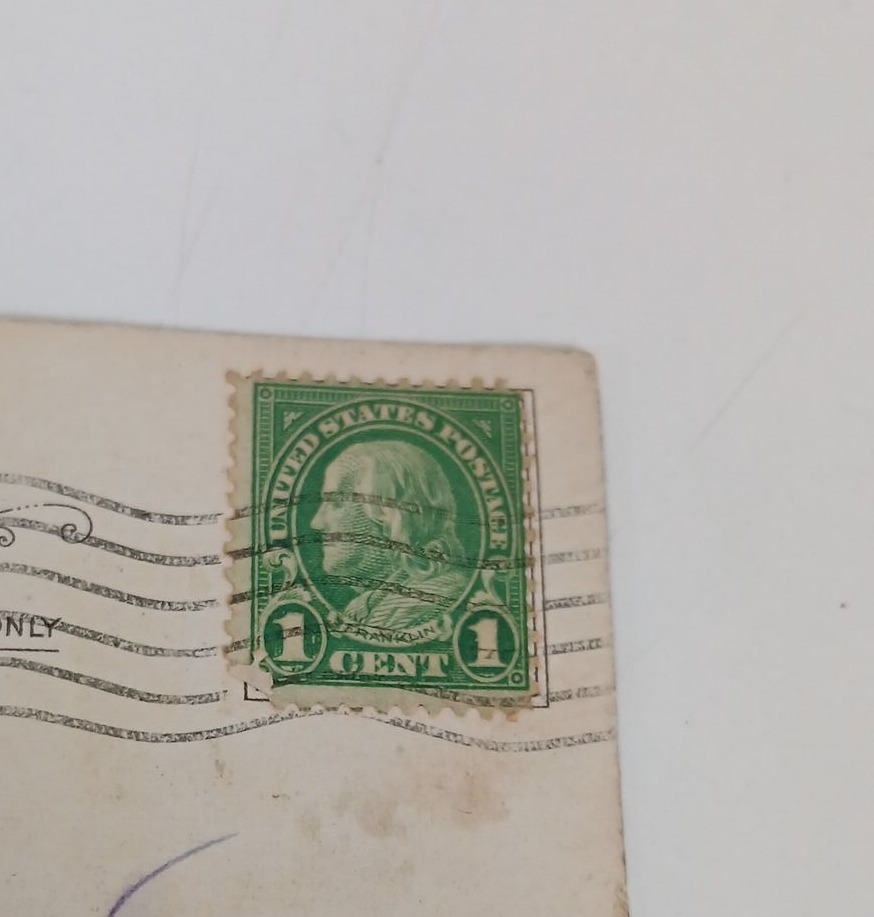 UNITED STATES POSTAGE
ONLY
FRANKLIN
1 CENT 1